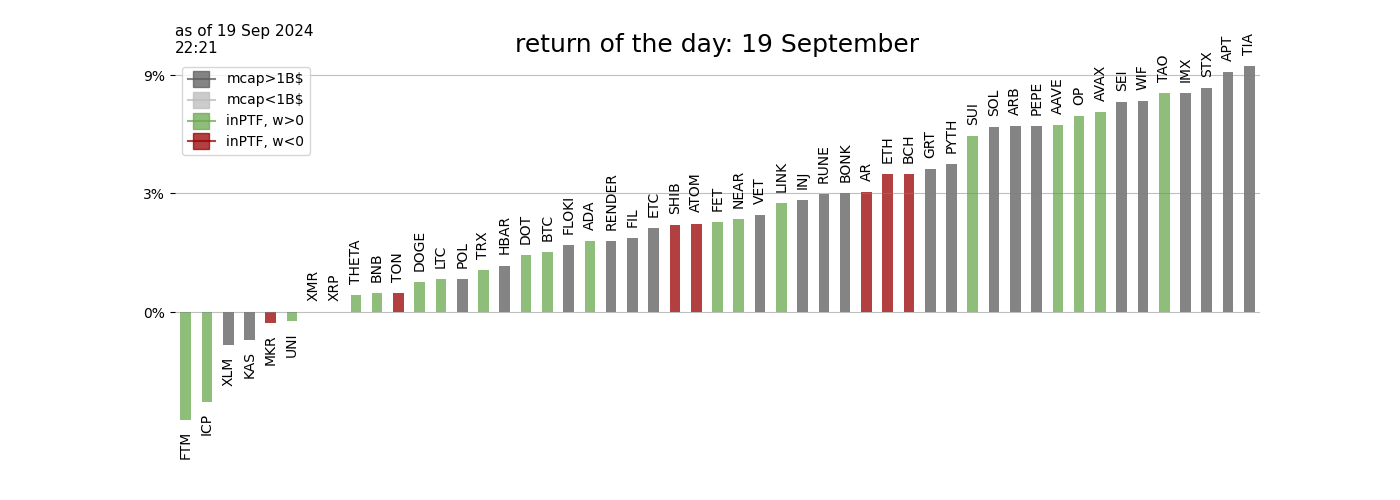 as of 19 Sep 2024
22:21
return of the day: 19 September
mcap>1B$
mcap<1B$
inPTF, w>0
inPTF, w<0
9%
3%
0%
FTM
ICP
XLM
KAS
MKR
UNI
XMR
XRP
THETA
BNB
TON
DOGE
LTC
POL
TRX
HBAR
DOT
BTC
FLOKI
ADA
RENDER
FIL
ETC
SHIB
ATOM
FET
NEAR
VET
LINK
INJ
RUNE
BONK
AR
ETH
BCH
GRT
PYTH
SUI
SOL
ARB
PEPE
AAVE
OP
AVAX
SEI
WIF
TAO
IMX
STX
APT
TIA